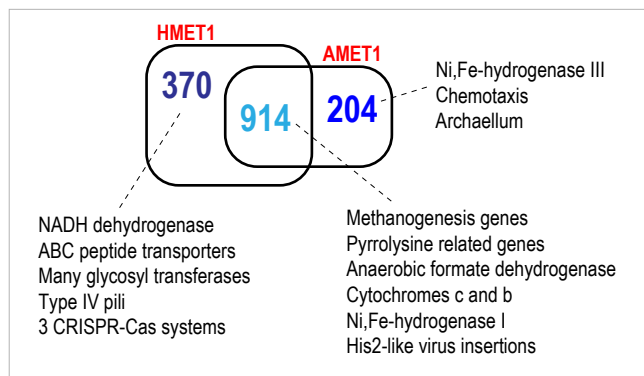 HMET1
AMET1
370
914
204
Ni,Fe-hydrogenase III
Chemotaxis
Archaellum
NADH dehydrogenase
ABC peptide transporters
Many glycosyl transferases
Type IV pili
3 CRISPR-Cas systems
Methanogenesis genes
Pyrrolysine related genes
Anaerobic formate dehydrogenase
Cytochromes c and b
Ni,Fe-hydrogenase I
His2-like virus insertions